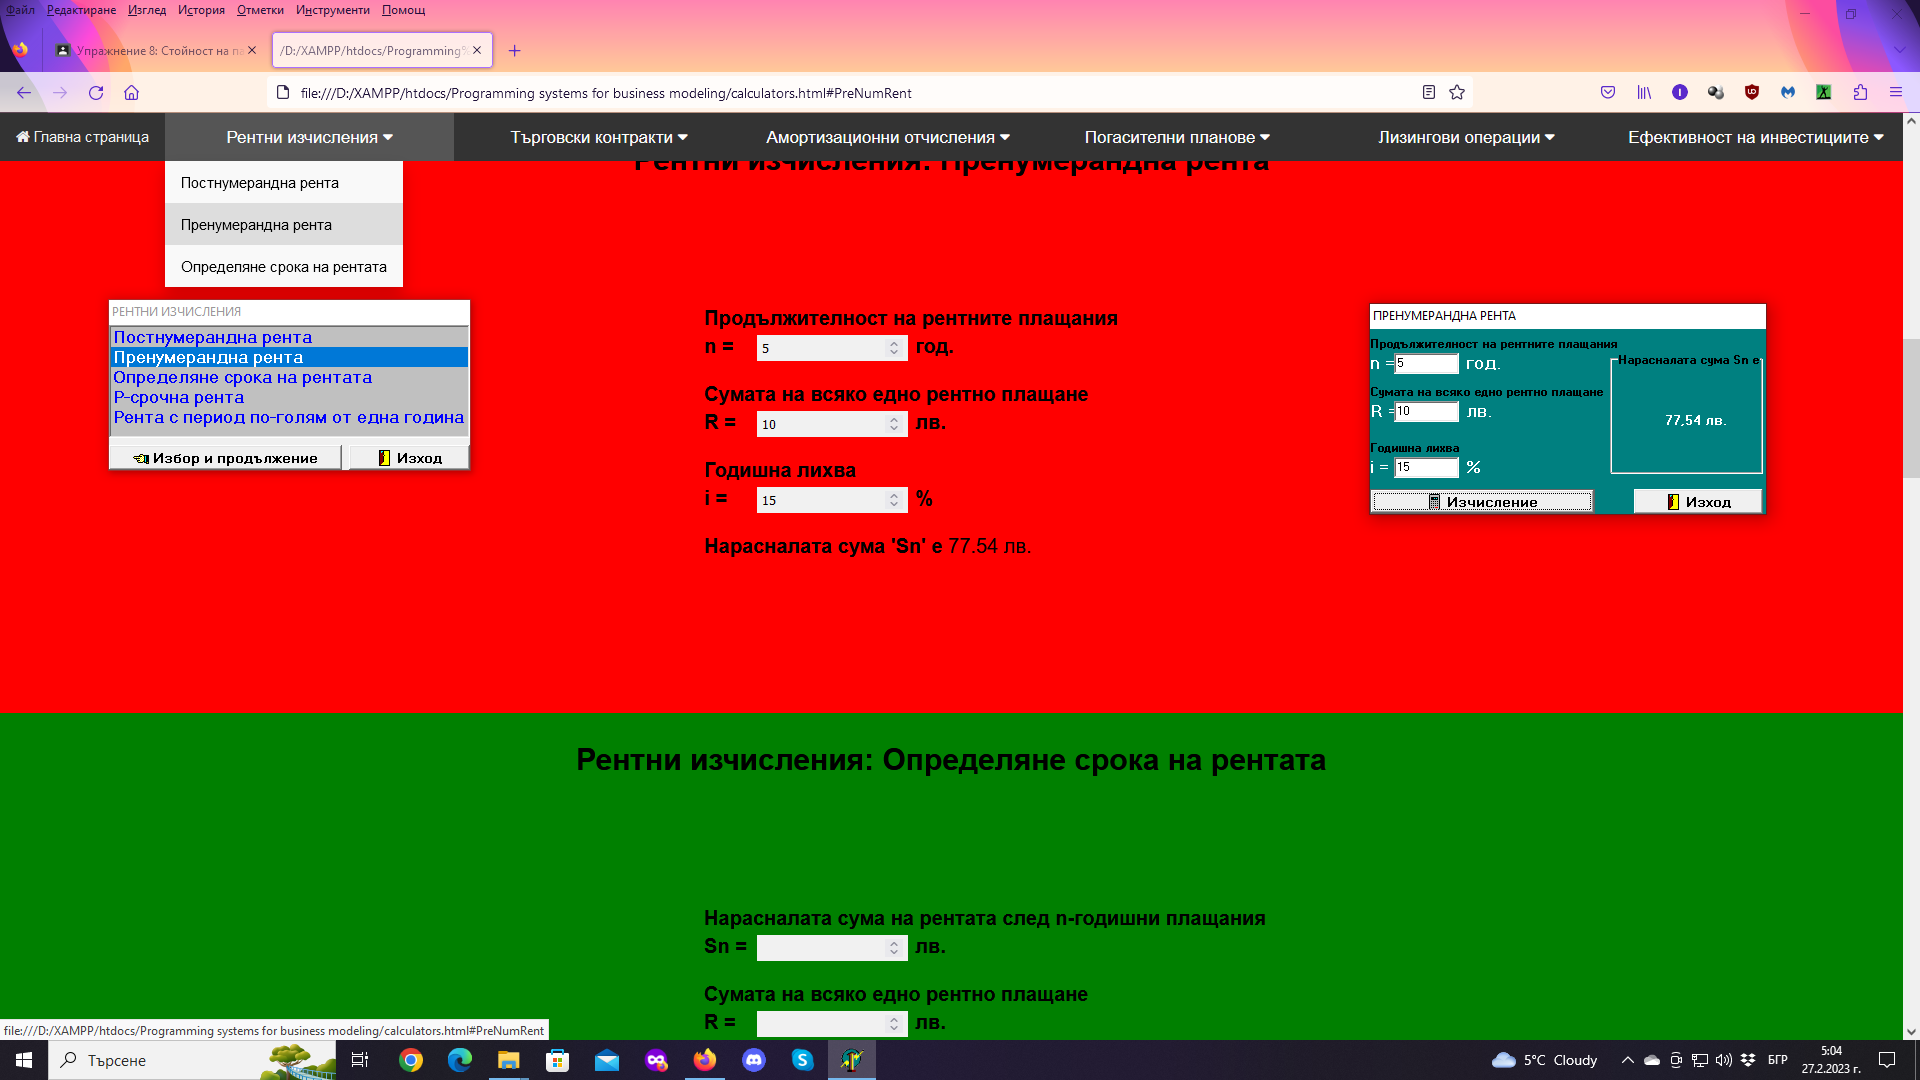 Файл Редактиране Изглед История Отметки Инструменти Помощ
Упражнение 8: Стойност на па
/D:/XAMPP/htdocs/Programming%
file:///D:/XAMPP/htdocs/Programming systems for business modeling/calculators.html#PreNumRent
Главна страница Рентни изчисления Търговски контракти Амортизационни отчисления Погасителни планове Лизингови операции Ефективност на инвестициите
Рентни изчисления: Пренумерандна рента
Постнумерандна рента
Пренумерандна рента
Определяне срока на рентата
РЕНТНИ ИЗЧИСЛЕНИЯ
Постнумерандна рента
Пренумерандна рента
Определяне срока на рентата
Р-срочна рента
Рента с период по-голям от една година
Избор и продължение Изход
Продължителност на рентните плащания
n = 5 год.
Сумата на всяко едно рентно плащане
R = 10 лв.
Годишна лихва
i = 15 %
Нарасналата сума 'Sn' е 77.54 лв.
ПРЕНУМЕРАНДНА РЕНТА
Продължителност на рентните плащания
n = 5 год.
Сумата на всяко едно рентно плащане
R = 10 лв.
Годишна лихва
i = 15 %
Нарасналата сума Sn е
77,54 лв.
Изчисление Изход
Рентни изчисления: Определяне срока на рентата
Нарасналата сума на рентата след n-годишни плащания
Sn = лв.
Сумата на всяко едно рентно плащане
R = лв.
file:///D:/XAMPP/htdocs/Programming systems for business modeling/calculators.html#PreNumRent
Търсене
5°C Cloudy
БГР
5:04
27.2.2023 г.